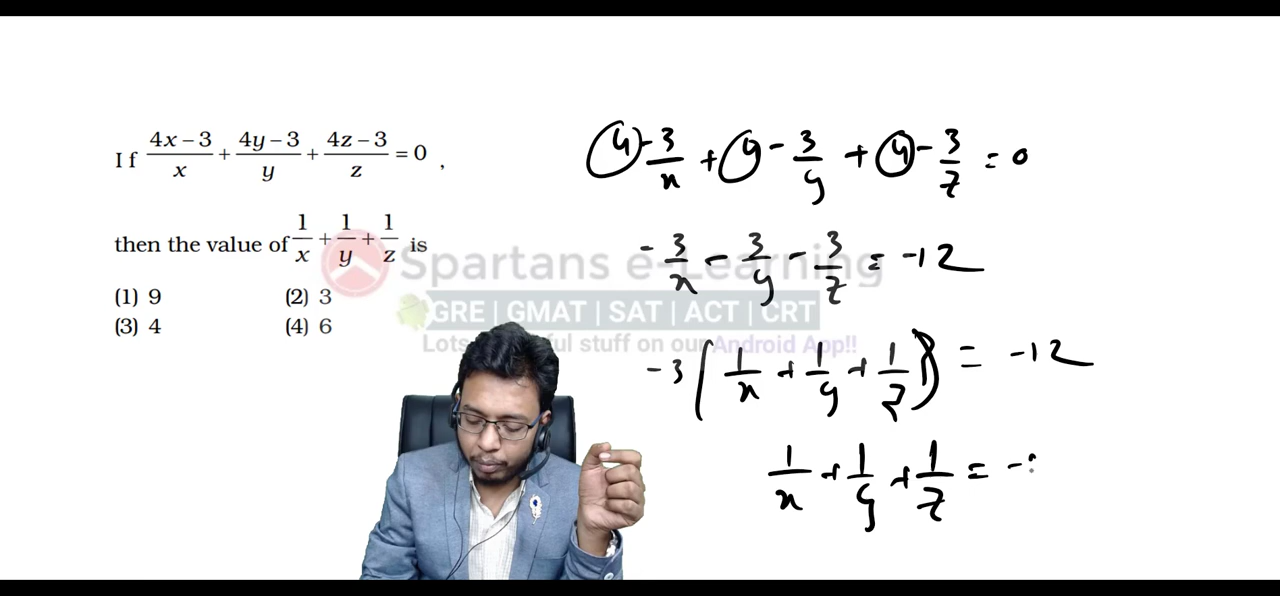 If (4x – 3)/x + (4y – 3)/y + (4z – 3)/z = 0 ,
then the value of 1/x + 1/y + 1/z is
(1) 9 (2) 3
(3) 4 (4) 6
4 - 3/x + 4 - 3/y + 4 - 3/z = 0
- 3/x - 3/y - 3/z = -12
-3 (1/x + 1/y + 1/z) = -12
1/x + 1/y + 1/z = -
Spartans e-Learning
GRE | GMAT | SAT | ACT | CRT
Lots stuff on our Android App!!